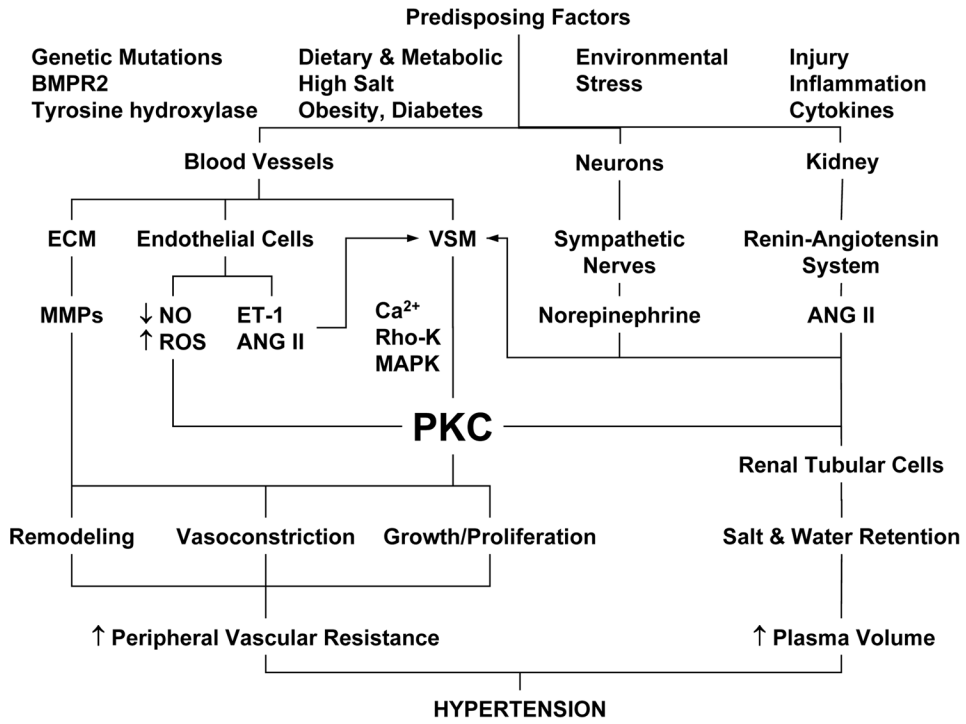 Predisposing Factors
Genetic Mutations
BMPR2
Tyrosine hydroxylase
Dietary & Metabolic
High Salt
Obesity, Diabetes
Environmental
Stress
Injury
Inflammation
Cytokines
Blood Vessels
Neurons
Kidney
ECM
Endothelial Cells
VSM
Sympathetic
Nerves
Renin-Angiotensin
System
MMPs
↓ NO
↑ ROS
ET-1
ANG II
Ca²⁺
Rho-K
MAPK
Norepinephrine
ANG II
PKC
Renal Tubular Cells
Remodeling
Vasoconstriction
Growth/Proliferation
Salt & Water Retention
↑ Peripheral Vascular Resistance
↑ Plasma Volume
HYPERTENSION